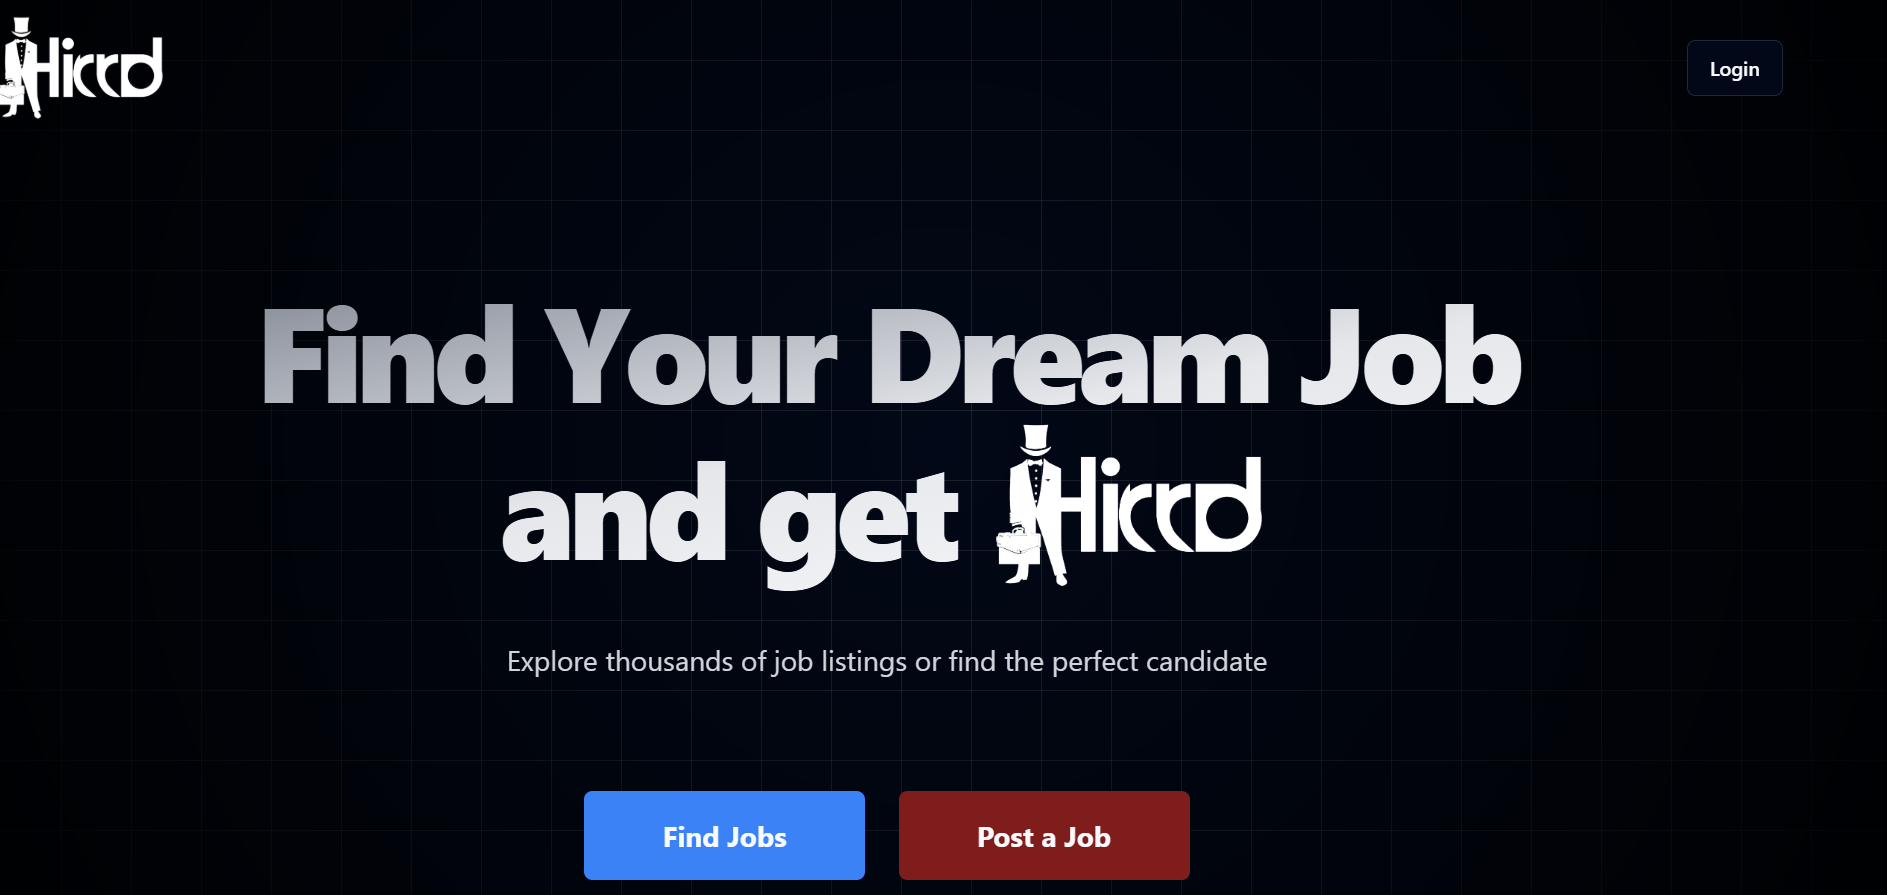 Hirrd
Login
Find Your Dream Job
and get Hirrd
Explore thousands of job listings or find the perfect candidate
Find Jobs
Post a Job